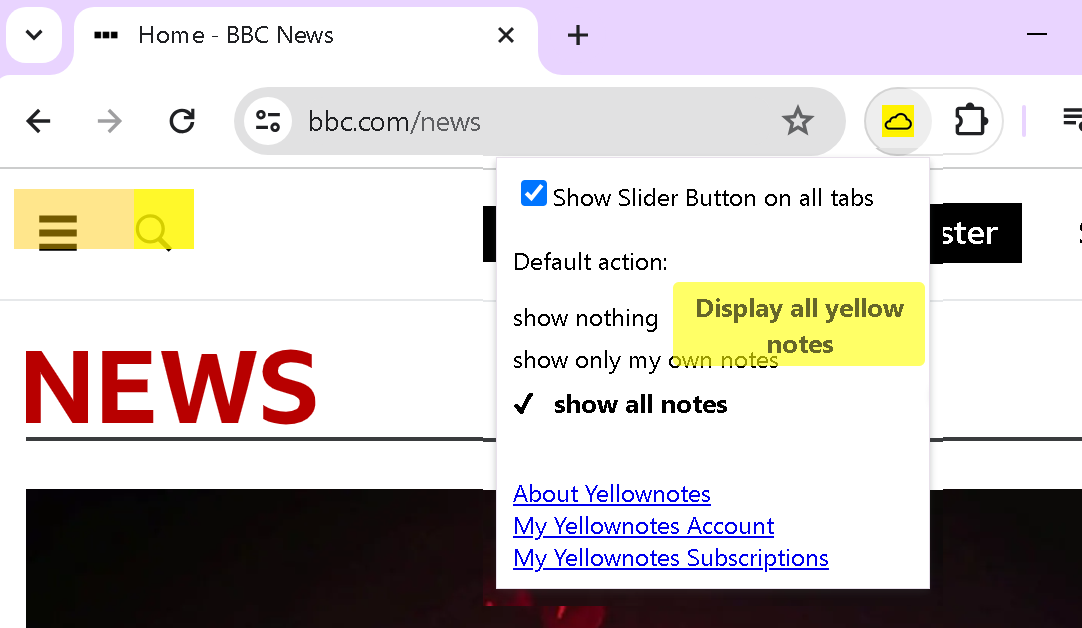 Home - BBC News
bbc.com/news
Show Slider Button on all tabs
ster
Default action:
Display all yellow
notes
show nothing
show only my own notes
show all notes
NEWS
About Yellownotes
My Yellownotes Account
My Yellownotes Subscriptions